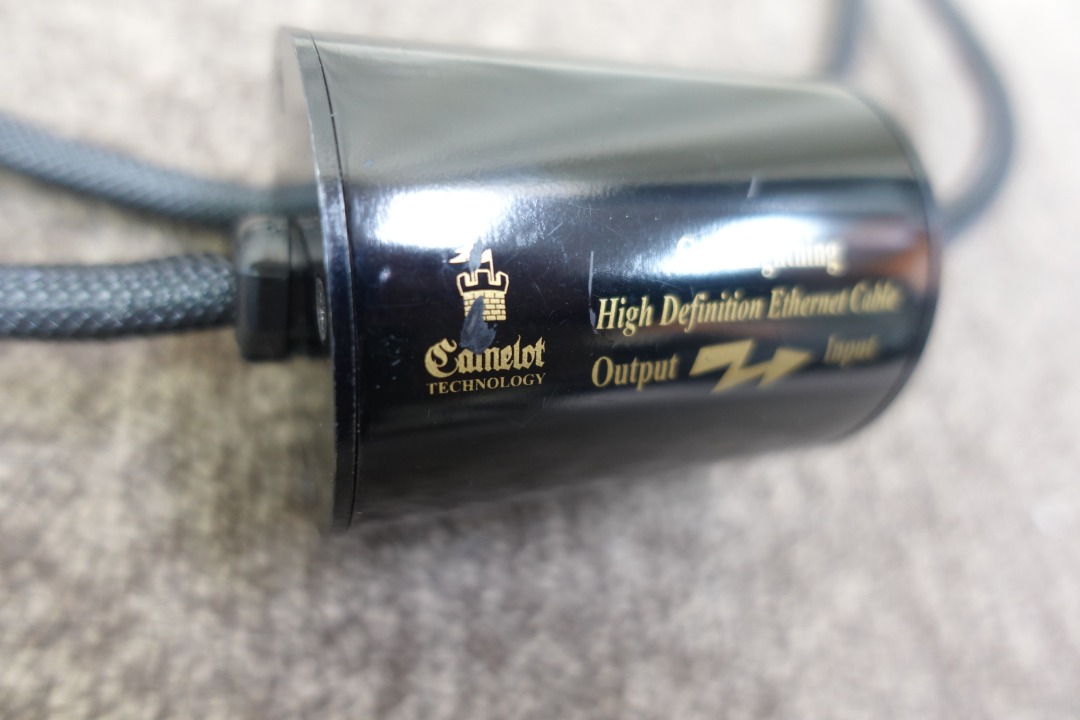 Camelot
TECHNOLOGY
High Definition Ethernet Cable
Output Input